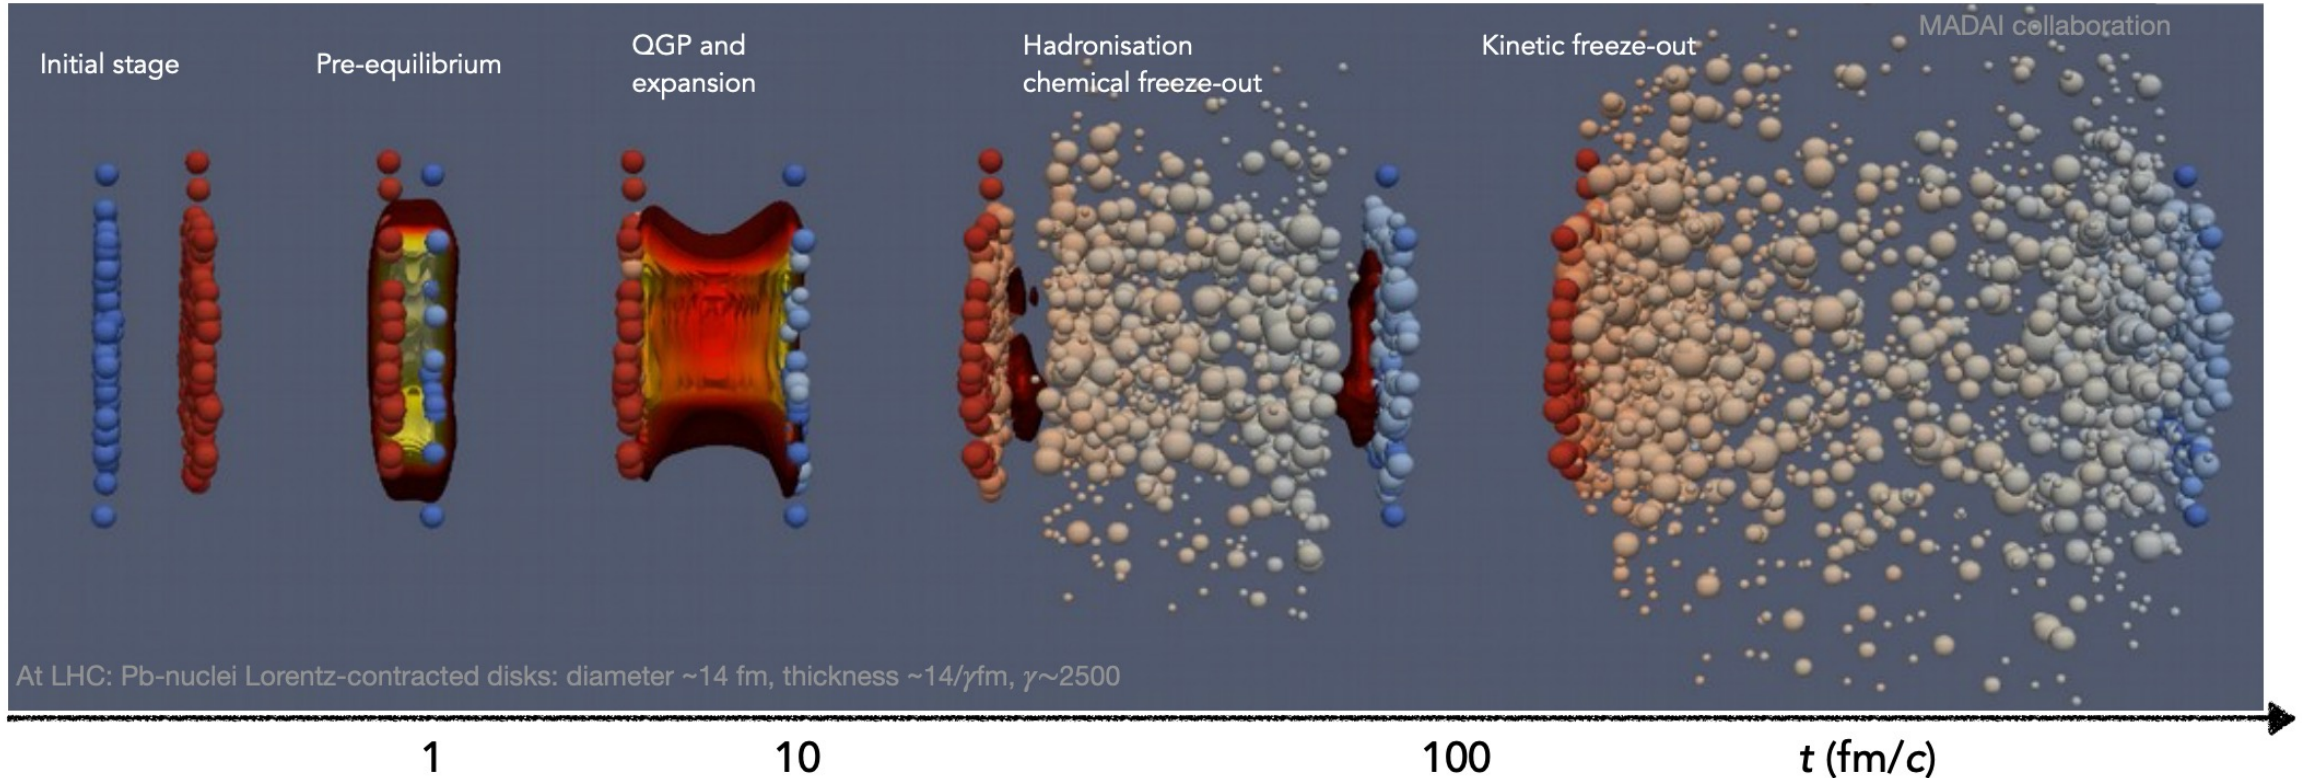 MADAI collaboration
Initial stage
Pre-equilibrium
QGP and
expansion
Hadronisation
chemical freeze-out
Kinetic freeze-out
At LHC: Pb-nuclei Lorentz-contracted disks: diameter ~14 fm, thickness ~14/γfm, γ~2500
1
10
100
t (fm/c)